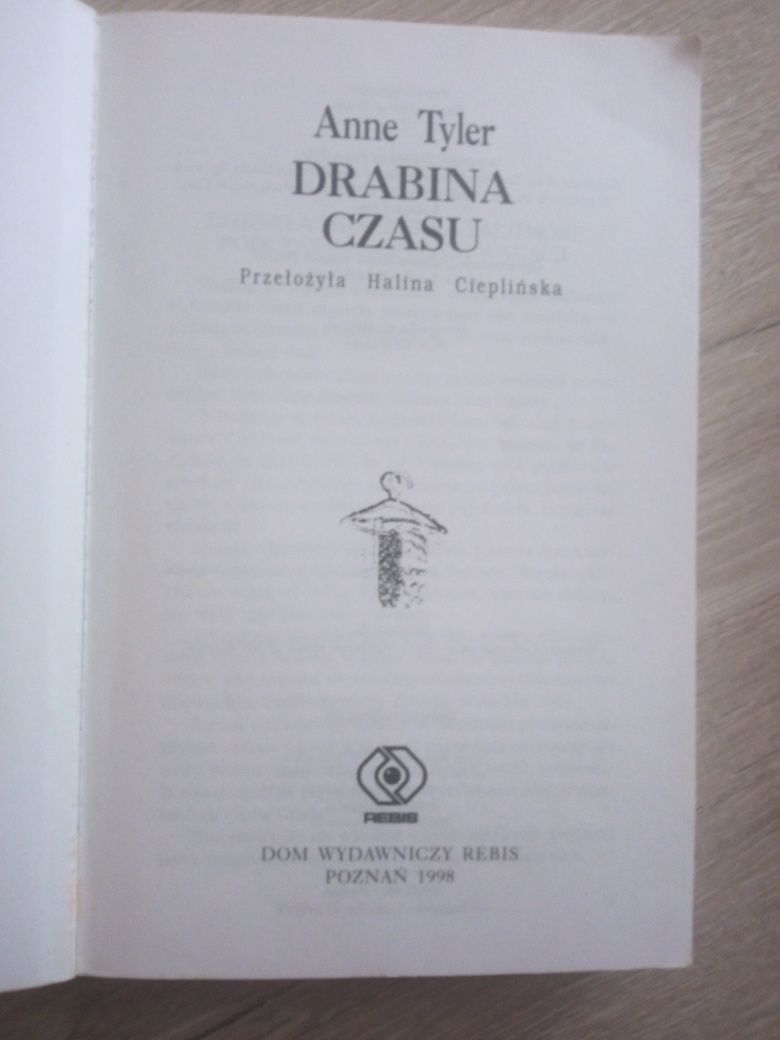 Anne Tyler
DRABINA
CZASU
Przełożyła Halina Cieplińska
REBIS
DOM WYDAWNICZY REBIS
POZNAŃ 1998